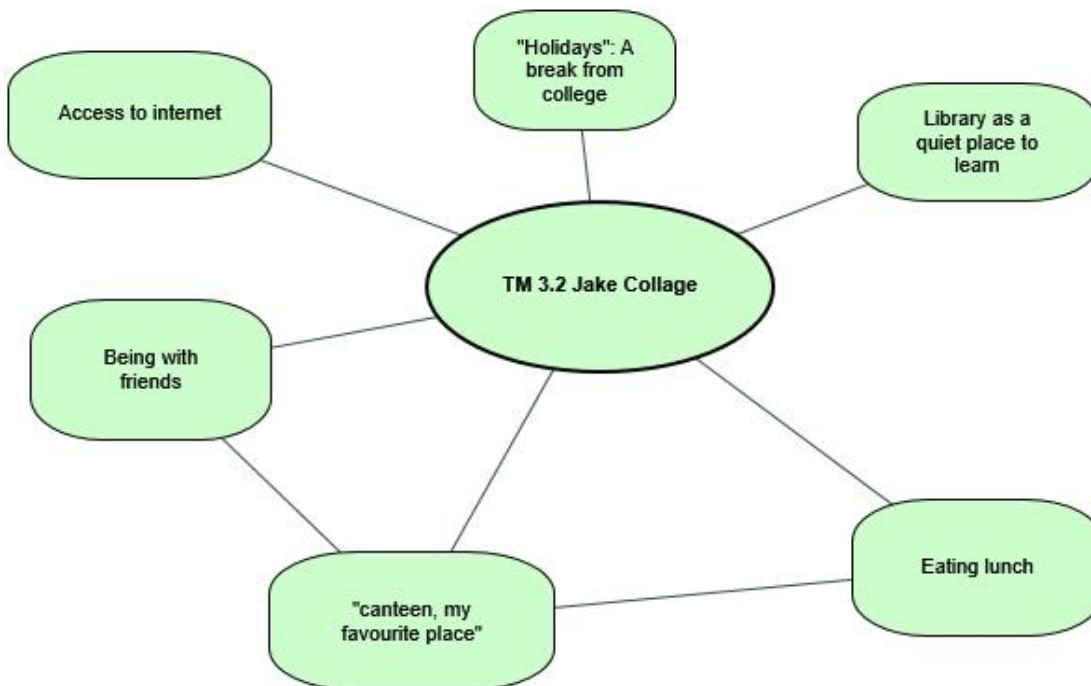 "Holidays": A
break from
college
Access to internet
Library as a
quiet place to
learn
TM 3.2 Jake Collage
Being with
friends
Eating lunch
"canteen, my
favourite place"